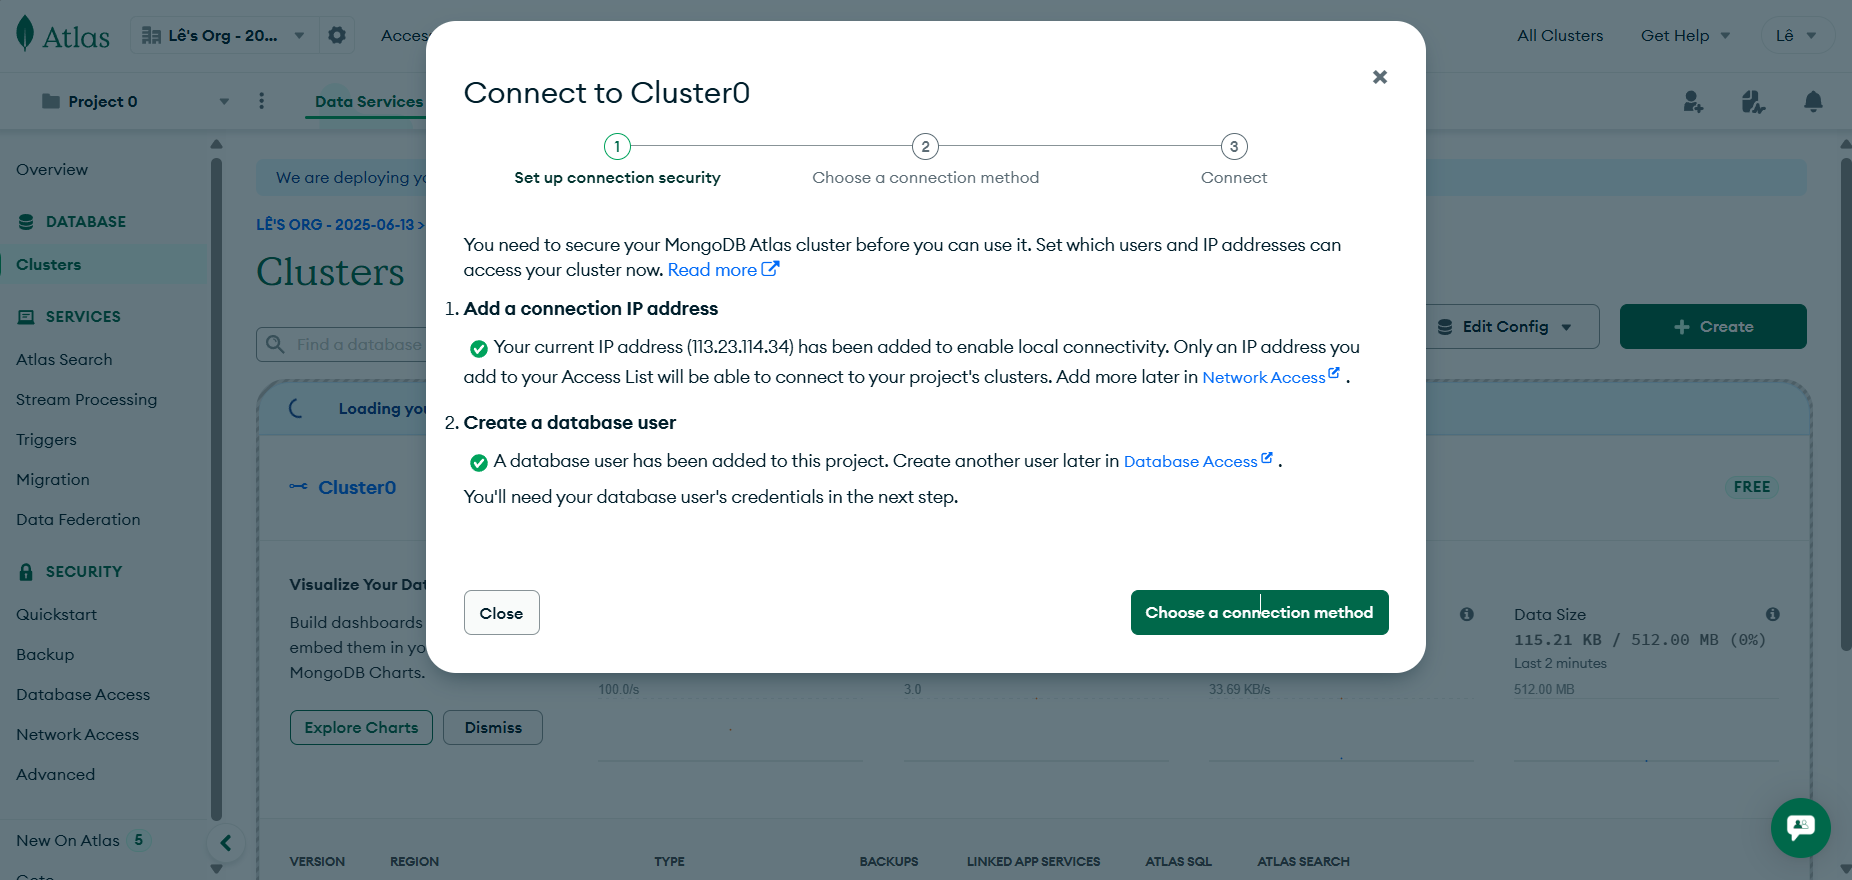 Atlas
Lê's Org - 20...
Acces
All Clusters
Get Help
Lê
Project 0
Data Services
Overview
DATABASE
Clusters
SERVICES
Atlas Search
Stream Processing
Triggers
Migration
Data Federation
SECURITY
Quickstart
Backup
Database Access
Network Access
Advanced
New On Atlas 5
We are deploying yo
LÊ'S ORG - 2025-06-13 >
Clusters
Find a database
Edit Config
+ Create
Loading you
Cluster0
FREE
Visualize Your Dat
Build dashboards
embed them in yo
MongoDB Charts.
Explore Charts
Dismiss
Connect to Cluster0
1
2
3
Set up connection security
Choose a connection method
Connect
You need to secure your MongoDB Atlas cluster before you can use it. Set which users and IP addresses can
access your cluster now. Read more
1. Add a connection IP address
Your current IP address (113.23.114.34) has been added to enable local connectivity. Only an IP address you
add to your Access List will be able to connect to your project's clusters. Add more later in Network Access .
2. Create a database user
A database user has been added to this project. Create another user later in Database Access .
You'll need your database user's credentials in the next step.
Close
Choose a connection method
Data Size
115.21 KB / 512.00 MB (0%)
Last 2 minutes
100.0/s
3.0
33.69 KB/s
512.00 MB
VERSION
REGION
TYPE
BACKUPS
LINKED APP SERVICES
ATLAS SQL
ATLAS SEARCH